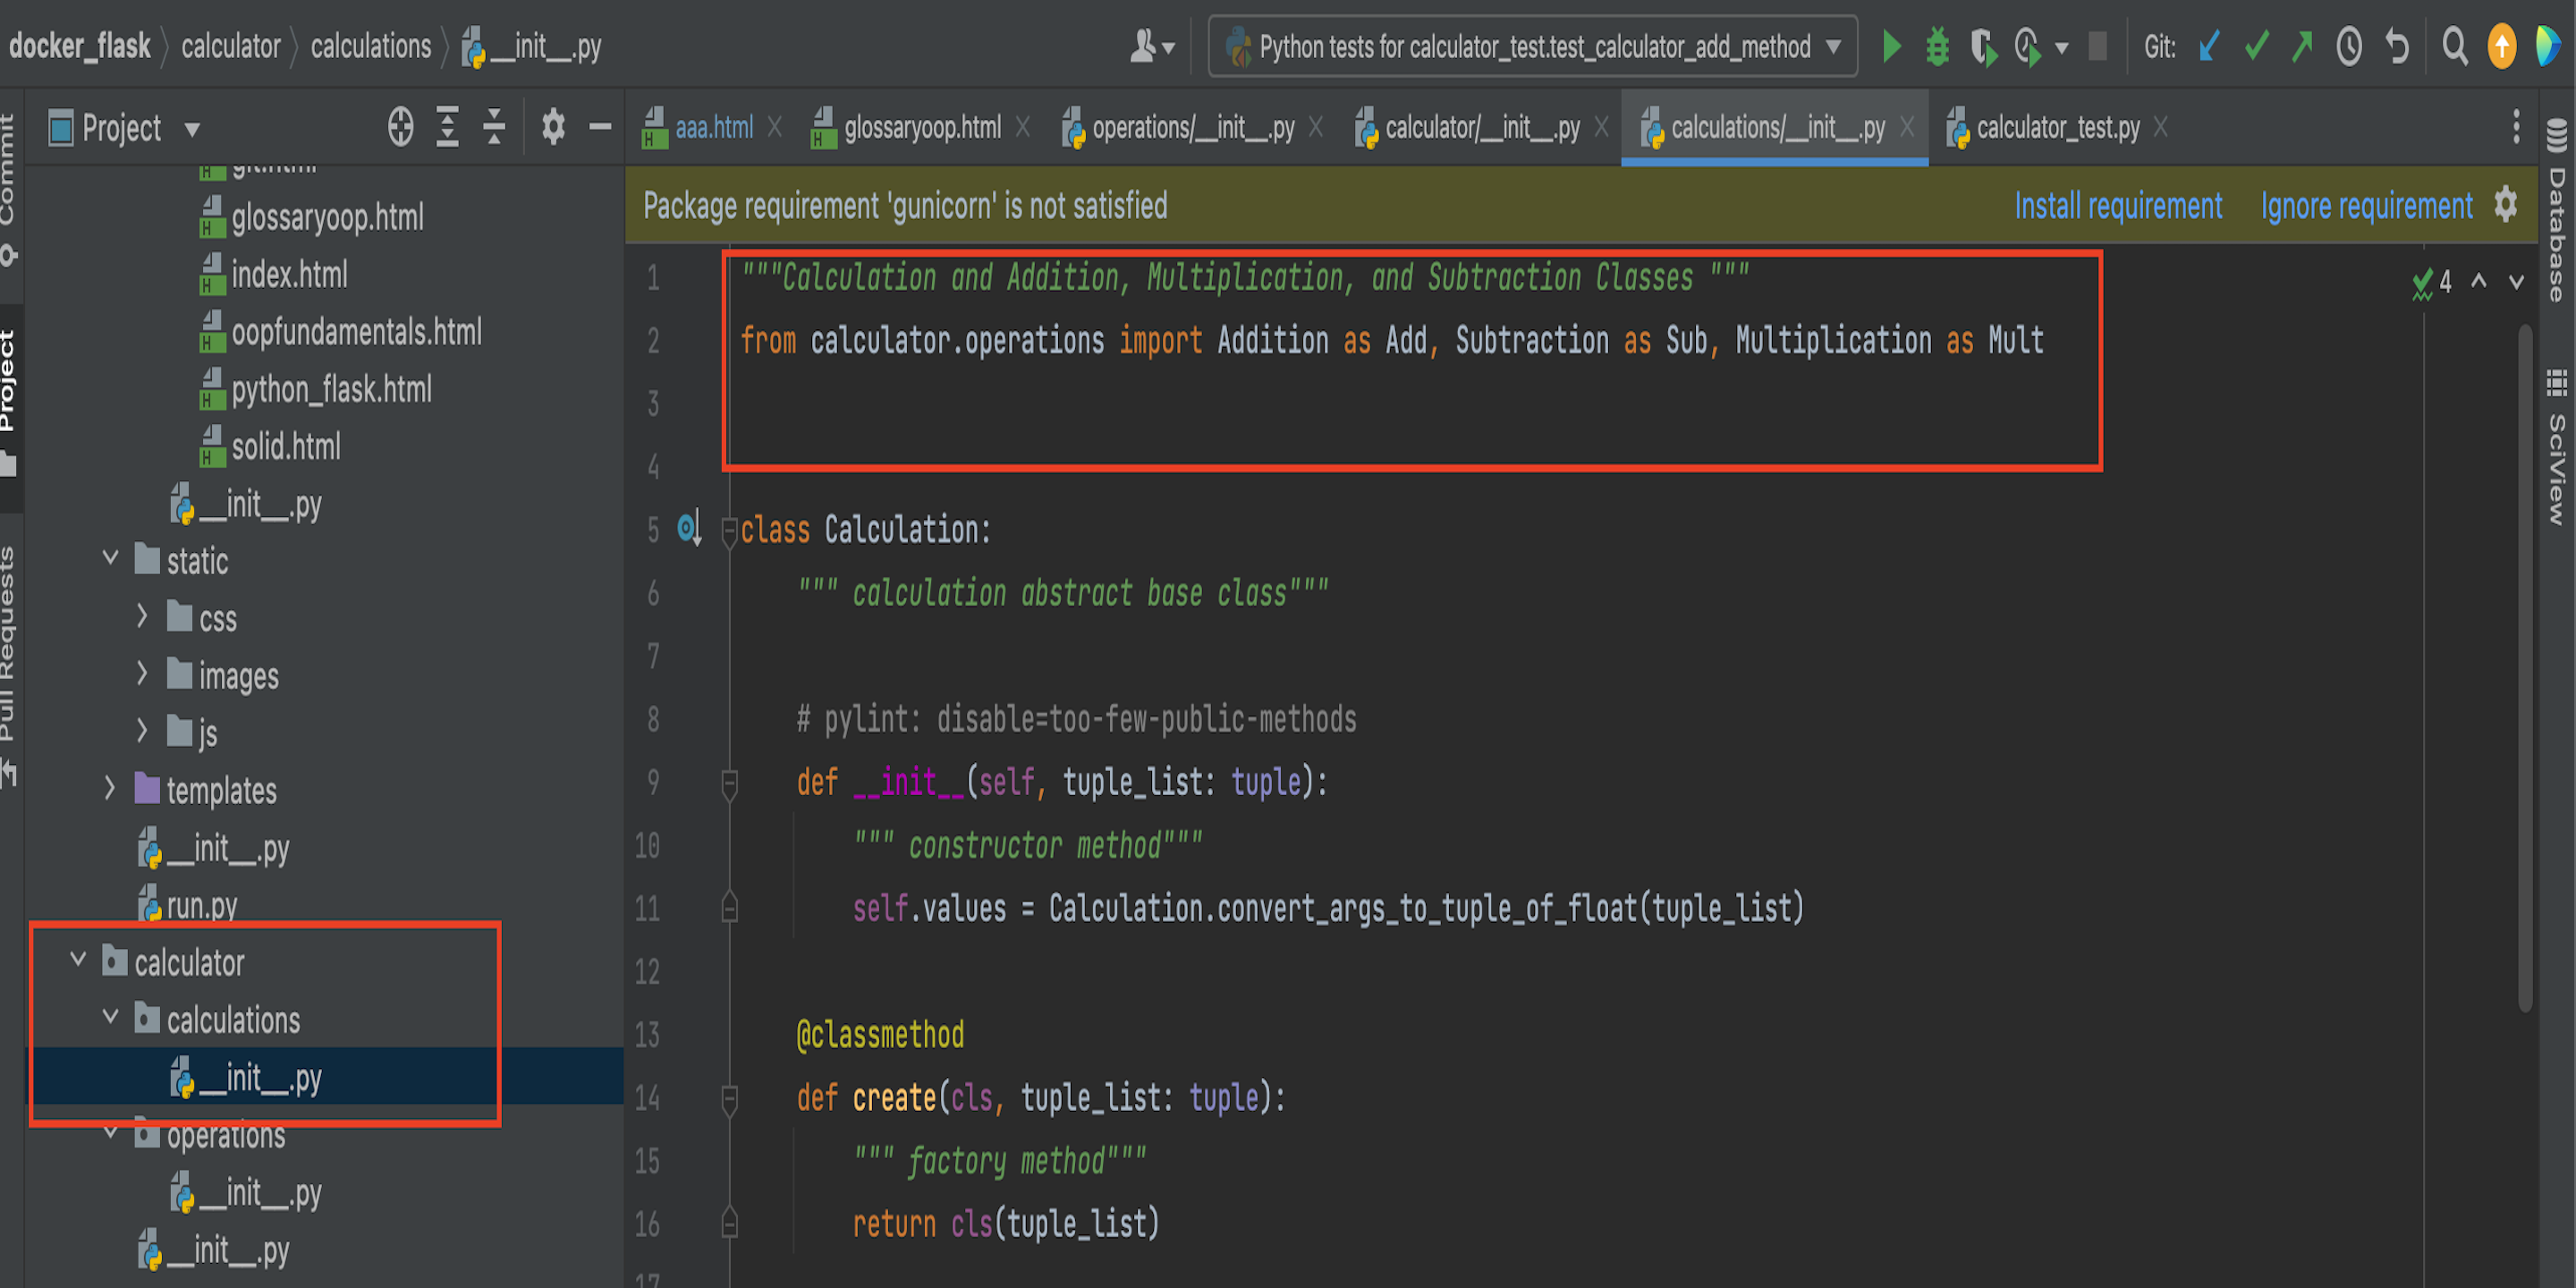 docker_flask calculator calculations __init__.py
Python tests for calculator_test.test_calculator_add_method
Git:
Commit
Project
Pull Requests
Project
git.html
glossaryoop.html
index.html
oopfundamentals.html
python_flask.html
solid.html
__init__.py
static
css
images
js
templates
__init__.py
run.py
calculator
calculations
__init__.py
operations
__init__.py
__init__.py
aaa.html glossaryoop.html operations/__init__.py calculator/__init__.py calculations/__init__.py calculator_test.py
Package requirement 'gunicorn' is not satisfied Install requirement Ignore requirement
4
1 """Calculation and Addition, Multiplication, and Subtraction Classes """
2 from calculator.operations import Addition as Add, Subtraction as Sub, Multiplication as Mult
3
4
5 class Calculation:
6 """ calculation abstract base class"""
7
8 # pylint: disable=too-few-public-methods
9 def __init__(self, tuple_list: tuple):
10 """ constructor method"""
11 self.values = Calculation.convert_args_to_tuple_of_float(tuple_list)
12
13 @classmethod
14 def create(cls, tuple_list: tuple):
15 """ factory method"""
16 return cls(tuple_list)
17
Database
SciView